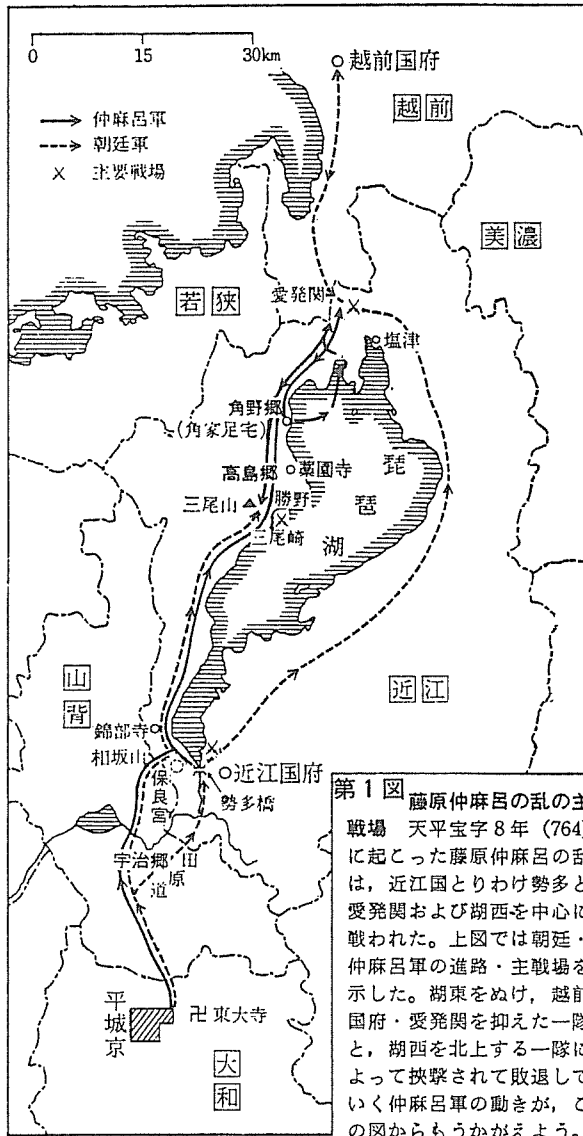 0 15 30km
仲麻呂軍
朝廷軍
× 主要戦場
越前国府
越前
美濃
若狭
愛発関
塩津
角野郷
(角家足宅)
高島郷
薬園寺
琵琶湖
三尾山
勝野
三尾崎
山背
近江
錦部寺
相坂山
保良宮
近江国府
勢多橋
宇治郷
田原道
平城京
卍東大寺
大和
第1図 藤原仲麻呂の乱の主
戦場 天平宝字8年(764)
に起こった藤原仲麻呂の乱
は,近江国とりわけ勢多と
愛発関および湖西を中心に
戦われた。上図では朝廷・
仲麻呂軍の進路・主戦場を
示した。湖東をぬけ,越前
国府・愛発関を抑えた一隊
と,湖西を北上する一隊に
よって挾撃されて敗退して
いく仲麻呂軍の動きが,こ
の図からもうかがえよう。